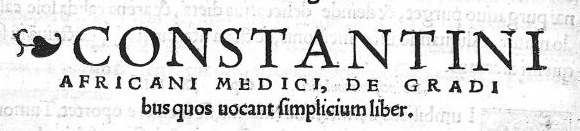 ❧CONSTANTINI
AFRICANI MEDICI, DE GRADI
bus quos uocant ſimplicium liber.